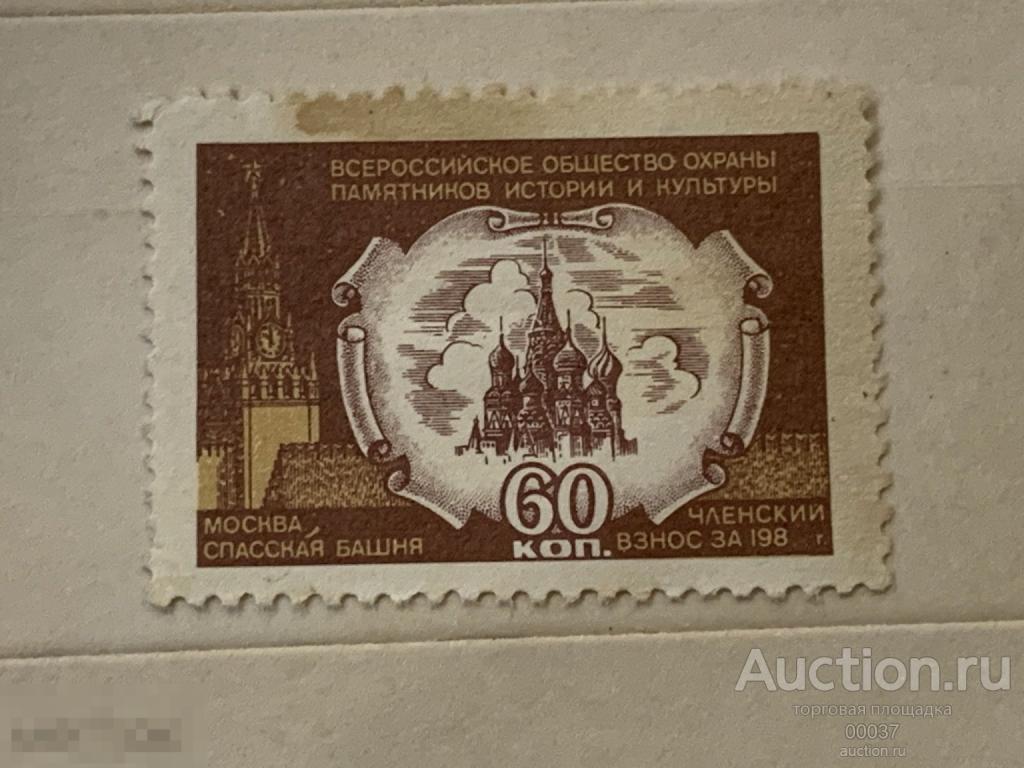 ВСЕРОССИЙСКОЕ ОБЩЕСТВО ОХРАНЫ
ПАМЯТНИКОВ ИСТОРИИ И КУЛЬТУРЫ
60
КОП.
МОСКВА
СПАССКАЯ БАШНЯ
ЧЛЕНСКИЙ
ВЗНОС ЗА 198 г.
Auction.ru
торговая площадка
00037
auction.ru